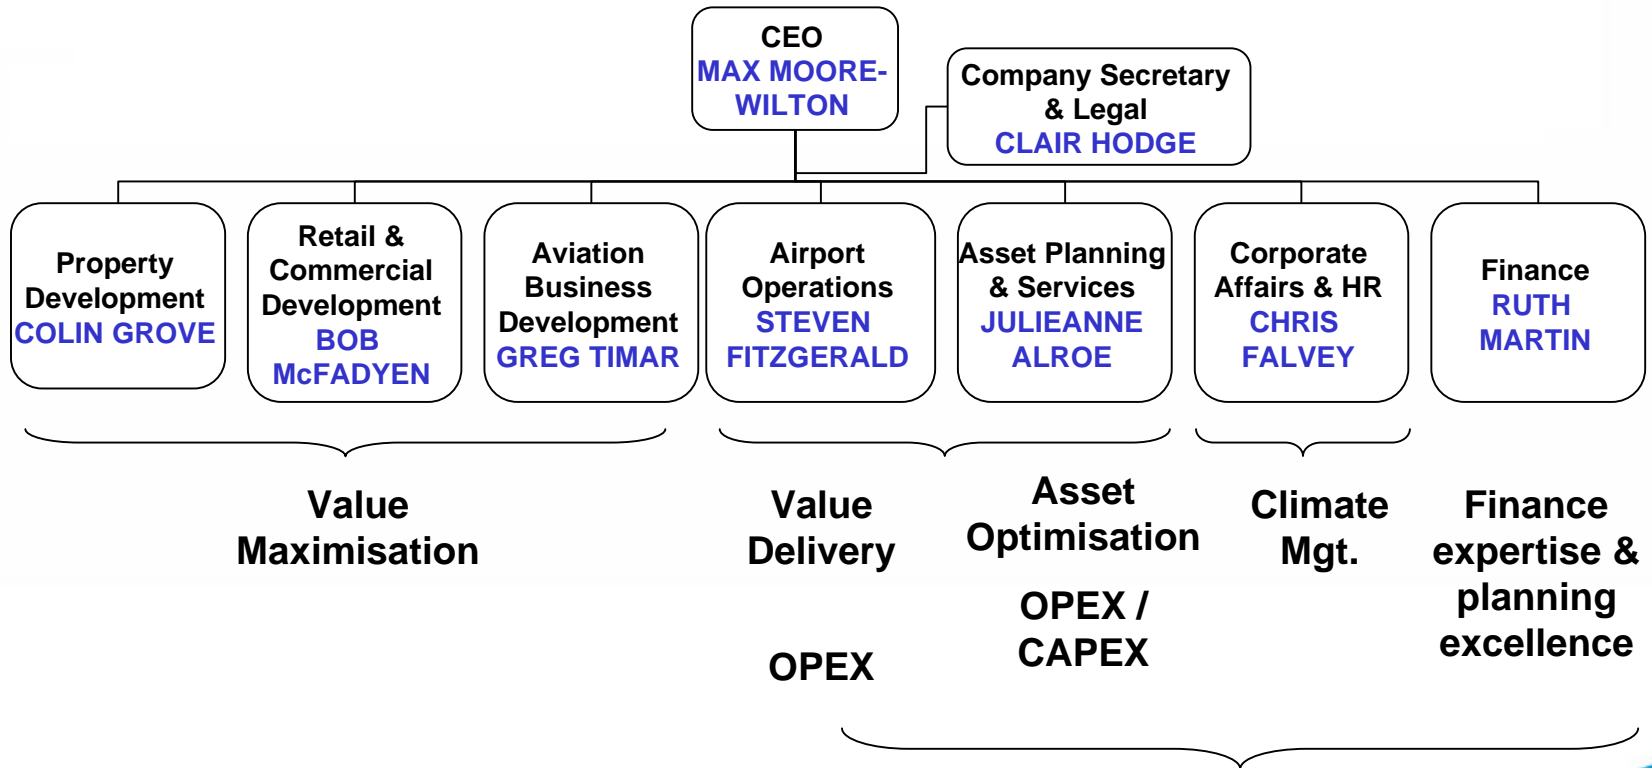 CEO
MAX MOORE-
WILTON
Company Secretary
& Legal
CLAIR HODGE
Property
Development
COLIN GROVE
Retail &
Commercial
Development
BOB
McFADYEN
Aviation
Business
Development
GREG TIMAR
Airport
Operations
STEVEN
FITZGERALD
Asset Planning
& Services
JULIEANNE
ALROE
Corporate
Affairs & HR
CHRIS
FALVEY
Finance
RUTH
MARTIN
Value
Maximisation
Value
Delivery
OPEX
Asset
Optimisation
OPEX /
CAPEX
Climate
Mgt.
Finance
expertise &
planning
excellence